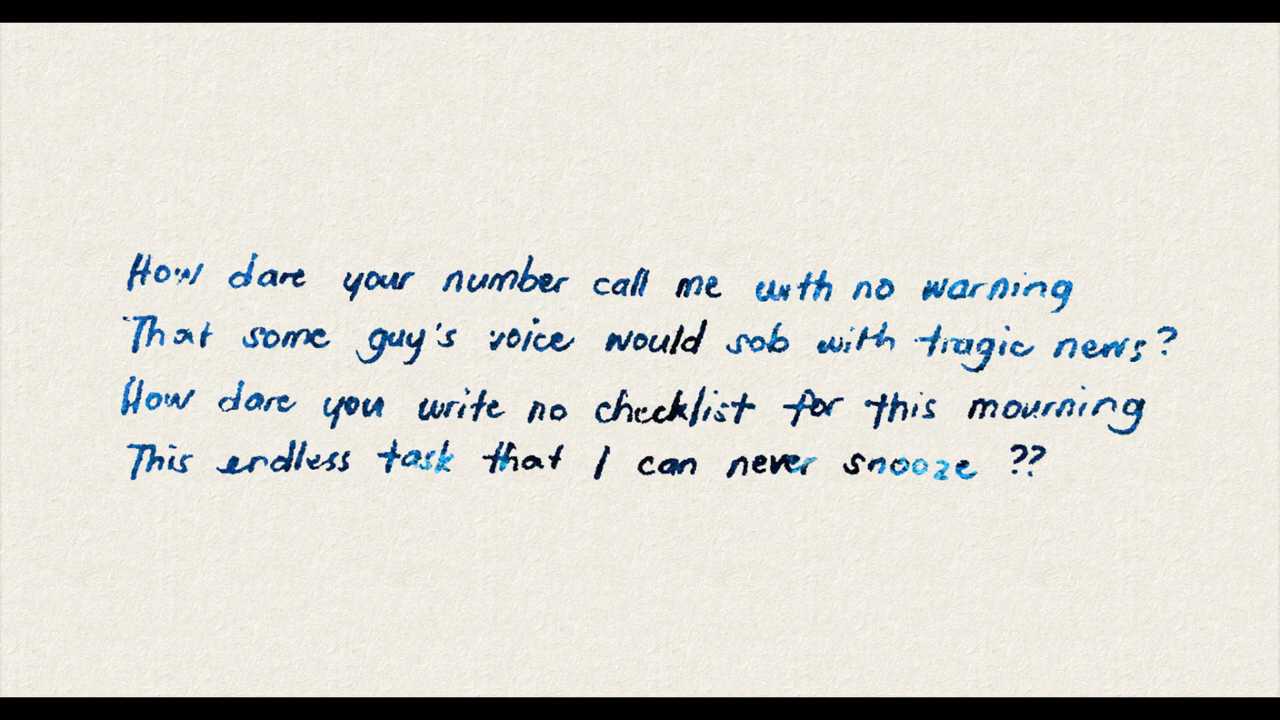 How dare your number call me with no warning
That some guy's voice would sob with tragic news?
How dare you write no checklist for this mourning
This endless task that I can never snooze ??